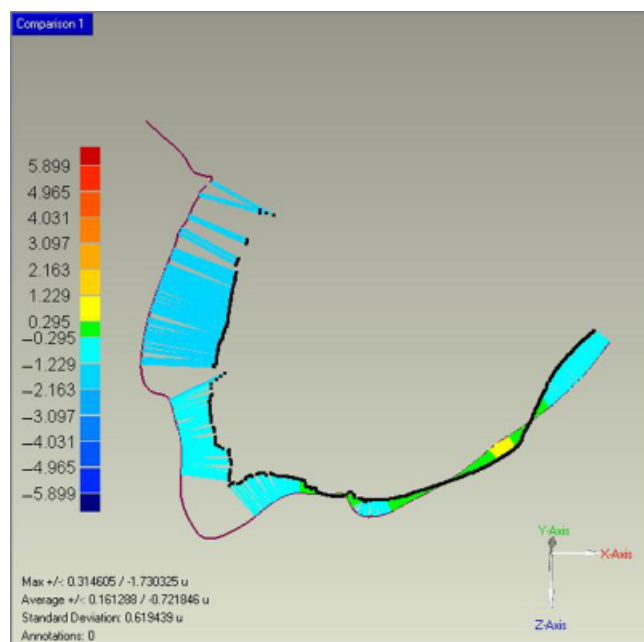 Comparison 1
5.899
4.965
4.031
3.097
2.163
1.229
0.295
-0.295
-1.229
-2.163
-3.097
-4.031
-4.965
-5.899
Y-Axis
X-Axis
Z-Axis
Max +/-: 0.314605 / -1.730325 u
Average +/-: 0.161288 / -0.721846 u
Standard Deviation: 0.619439 u
Annotations: 0